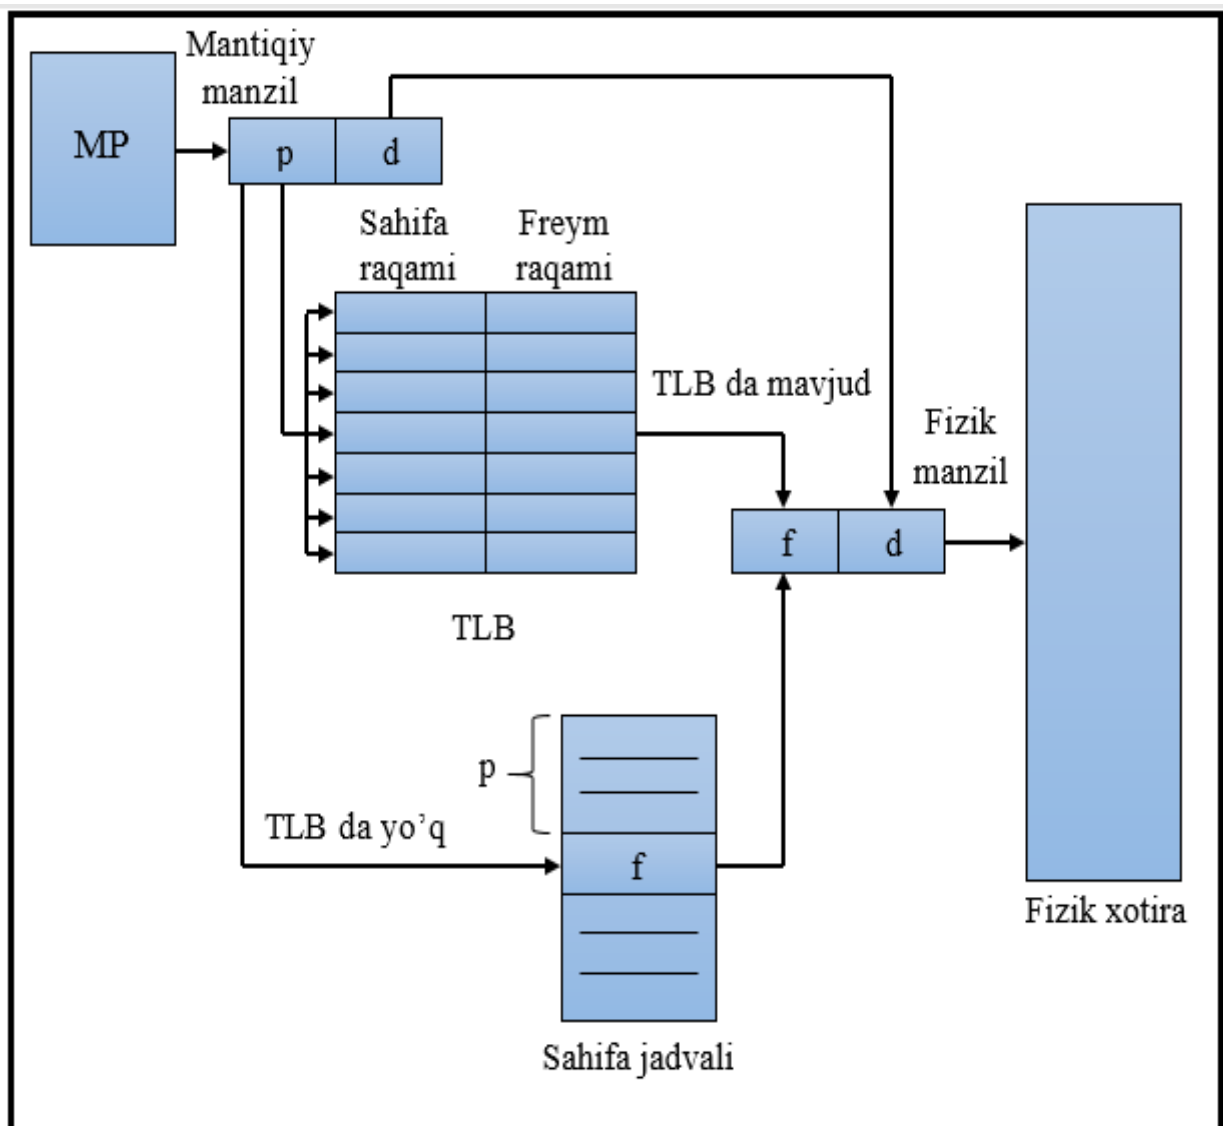 Mantiqiy
manzil
MP
p
d
Sahifa
raqami
Freym
raqami
TLB da mavjud
Fizik
manzil
f
d
TLB
p
TLB da yo’q
f
Fizik xotira
Sahifa jadvali